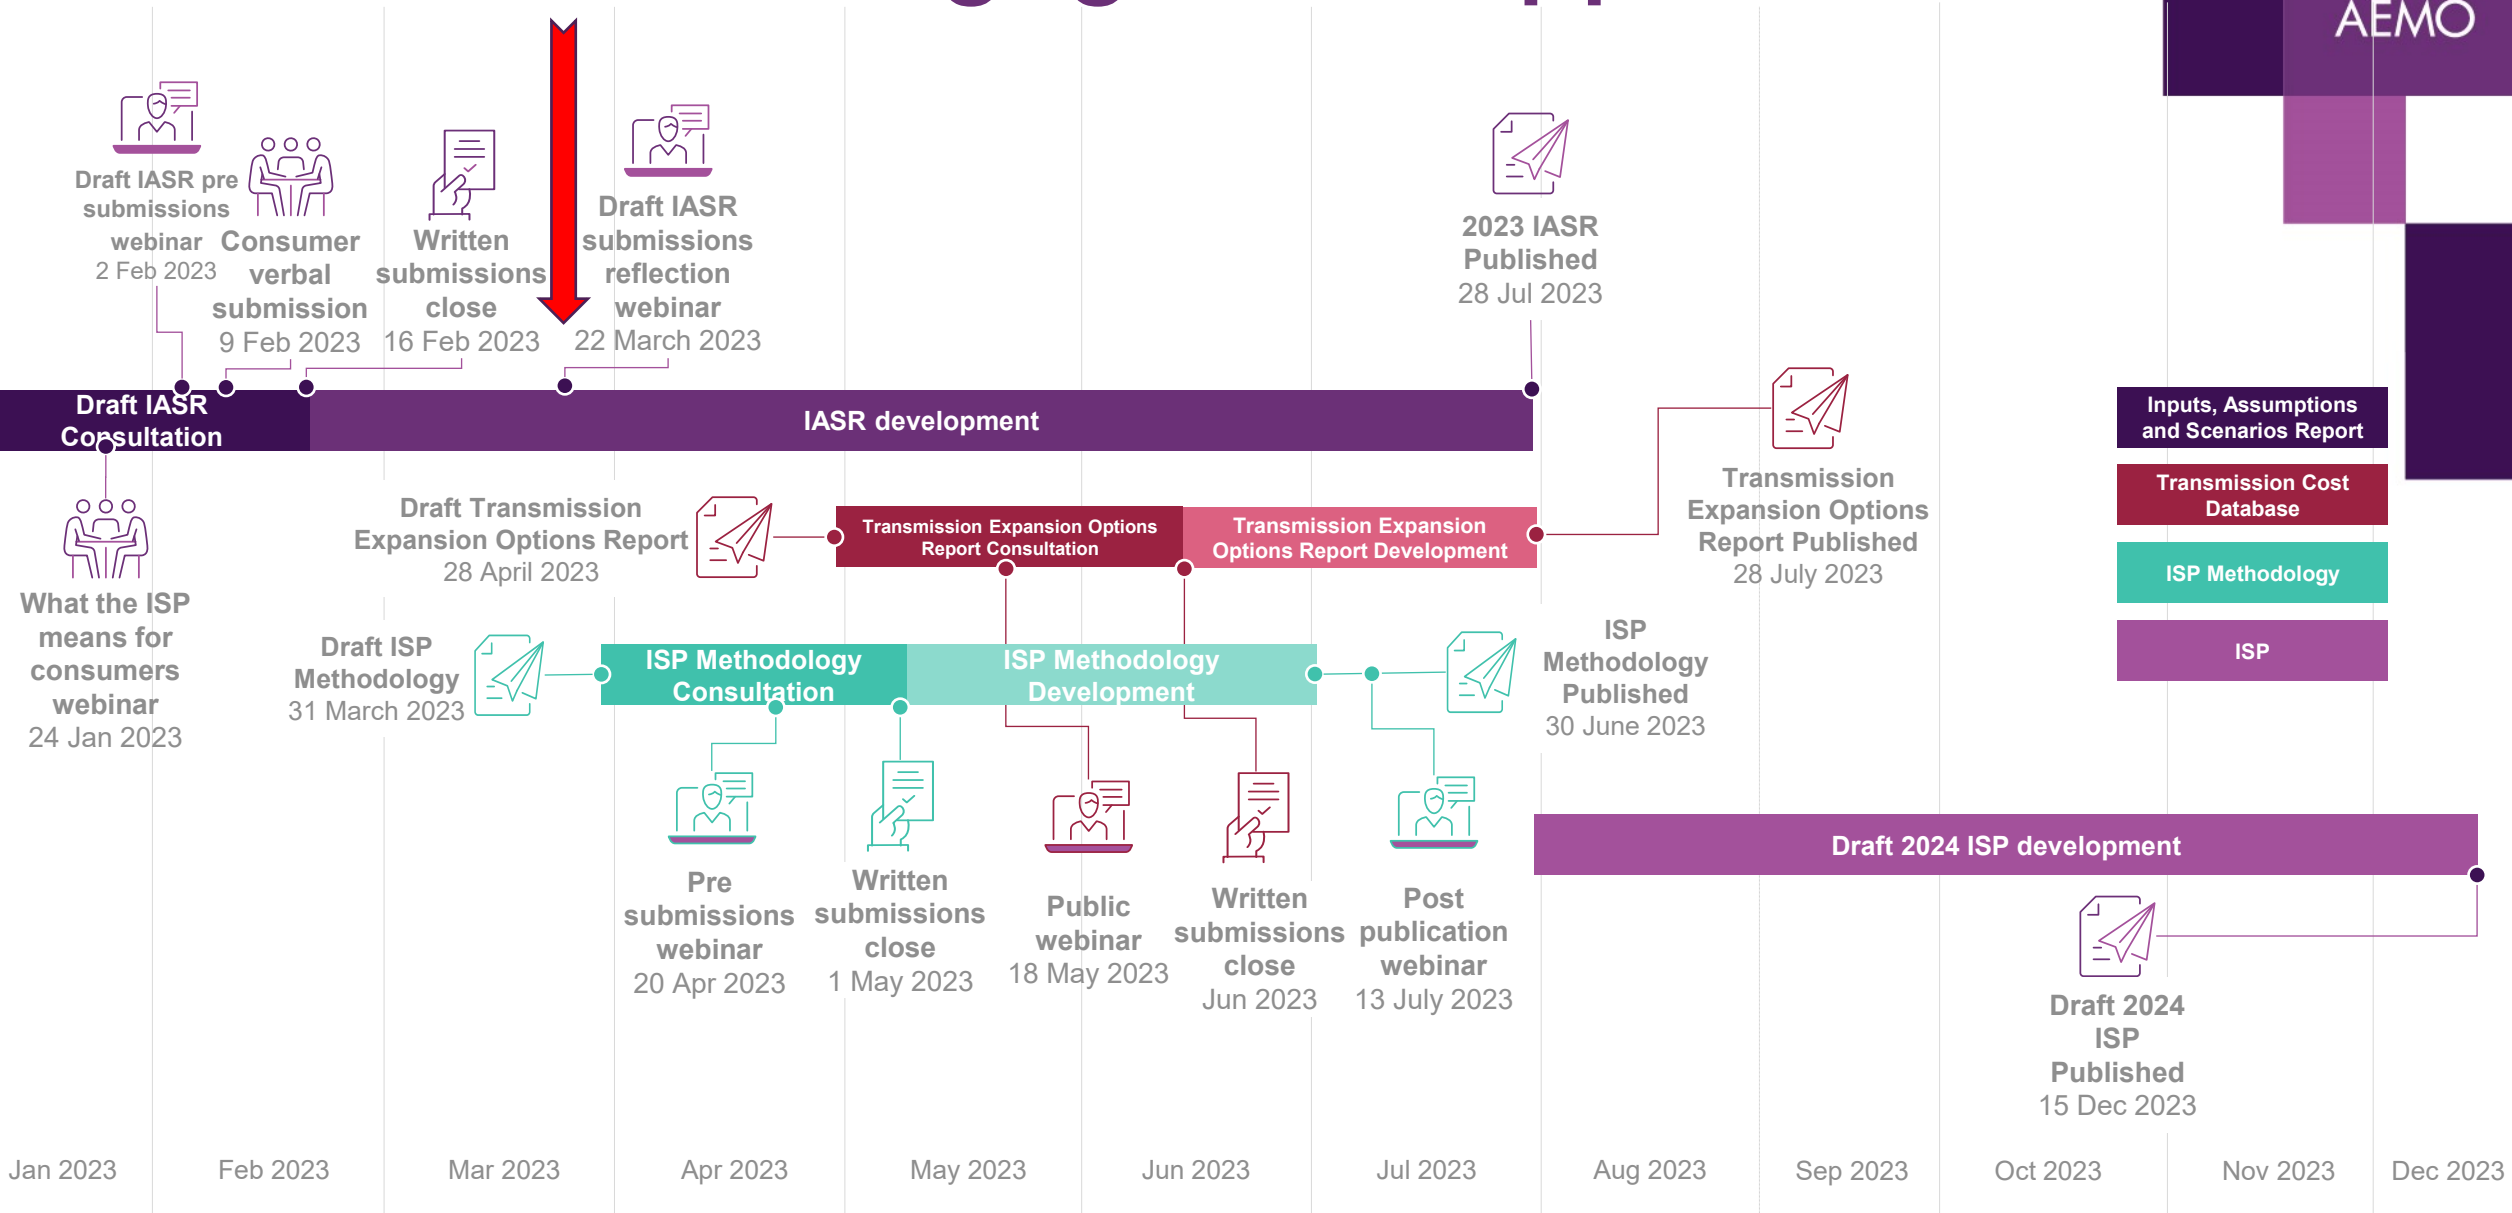 AEMO
Draft IASR pre
submissions
webinar
2 Feb 2023
Consumer
verbal
submission
9 Feb 2023
Written
submissions
close
16 Feb 2023
Draft IASR
submissions
reflection
webinar
22 March 2023
2023 IASR
Published
28 Jul 2023
Draft IASR
Consultation
IASR development
Inputs, Assumptions
and Scenarios Report
Transmission Cost
Database
ISP Methodology
ISP
What the ISP
means for
consumers
webinar
24 Jan 2023
Draft Transmission
Expansion Options Report
28 April 2023
Transmission Expansion Options
Report Consultation
Transmission Expansion
Options Report Development
Transmission
Expansion Options
Report Published
28 July 2023
Draft ISP
Methodology
31 March 2023
ISP Methodology
Consultation
ISP Methodology
Development
ISP
Methodology
Published
30 June 2023
Pre
submissions
webinar
20 Apr 2023
Written
submissions
close
1 May 2023
Public
webinar
18 May 2023
Written
submissions
close
Jun 2023
Post
publication
webinar
13 July 2023
Draft 2024 ISP development
Draft 2024
ISP
Published
15 Dec 2023
Jan 2023
Feb 2023
Mar 2023
Apr 2023
May 2023
Jun 2023
Jul 2023
Aug 2023
Sep 2023
Oct 2023
Nov 2023
Dec 2023